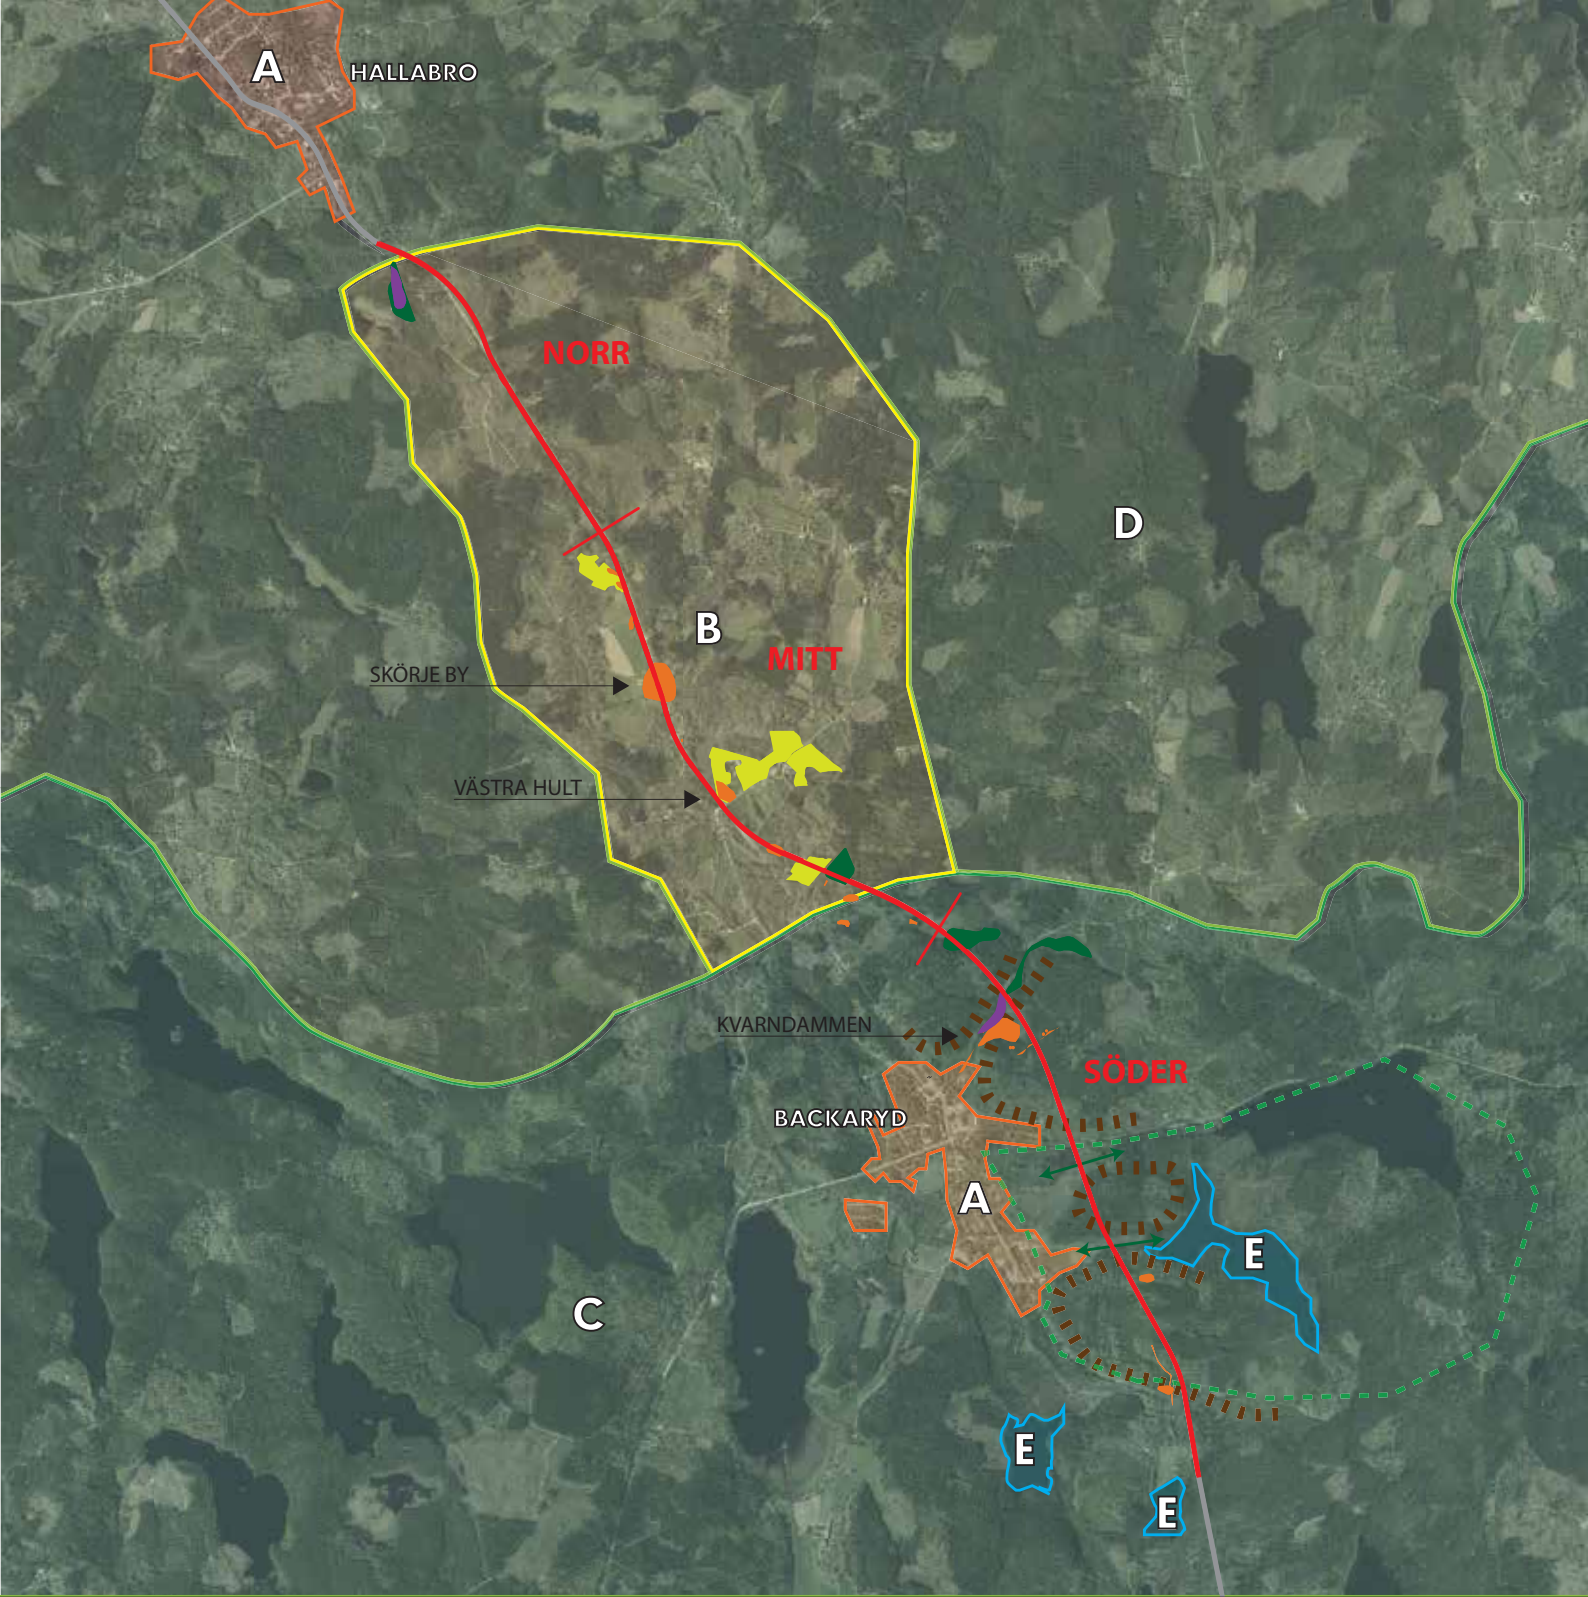 A
HALLABRO
NORR
D
B
MITT
SKÖRJE BY
VÄSTRA HULT
KVARNDAMMEN
SÖDER
BACKARYD
A
E
C
E
E